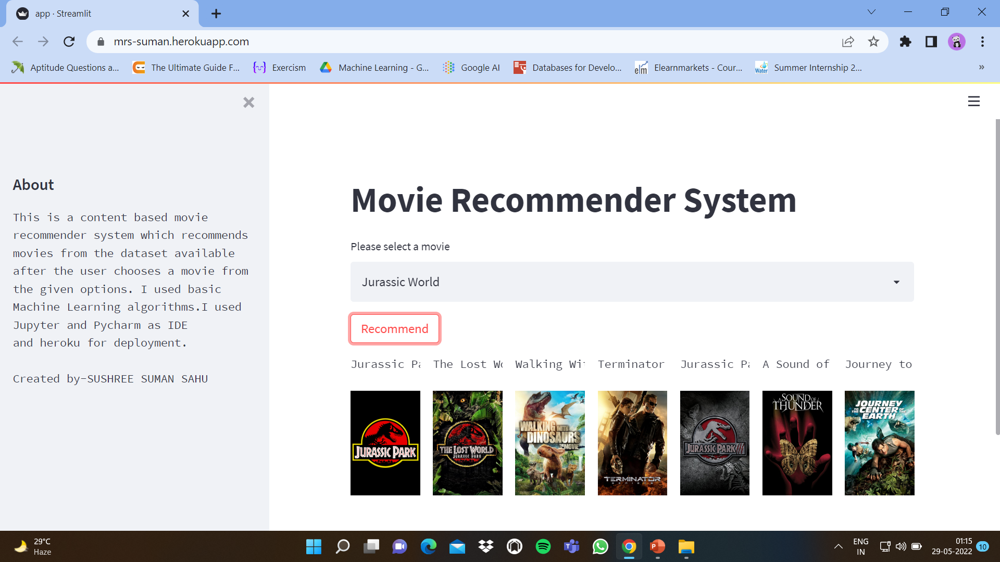 app · Streamlit
mrs-suman.herokuapp.com
Aptitude Questions a...
The Ultimate Guide F...
Exercism
Machine Learning - G...
Google AI
Databases for Develo...
elm
Elearnmarkets - Cour...
Water
Summer Internship 2...
»
About
This is a content based movie
recommender system which recommends
movies from the dataset available
after the user chooses a movie from
the given options. I used basic
Machine Learning algorithms.I used
Jupyter and Pycharm as IDE
and heroku for deployment.
Created by-SUSHREE SUMAN SAHU
Movie Recommender System
Please select a movie
Jurassic World
Recommend
Jurassic Pa
The Lost Wo
Walking Wit
Terminator
Jurassic Pa
A Sound of
Journey to
JURASSIC PARK
THE LOST WORLD
JURASSIC PARK
WALKING WITH
DINOSAURS
THE MOVIE
TERMINATOR
GENISYS
JURASSIC PARK III
A SOUND OF
THUNDER
JOURNEY
TO THE CENTER OF THE
EARTH
29°C
Haze
ENG
IN
01:15
29-05-2022
10